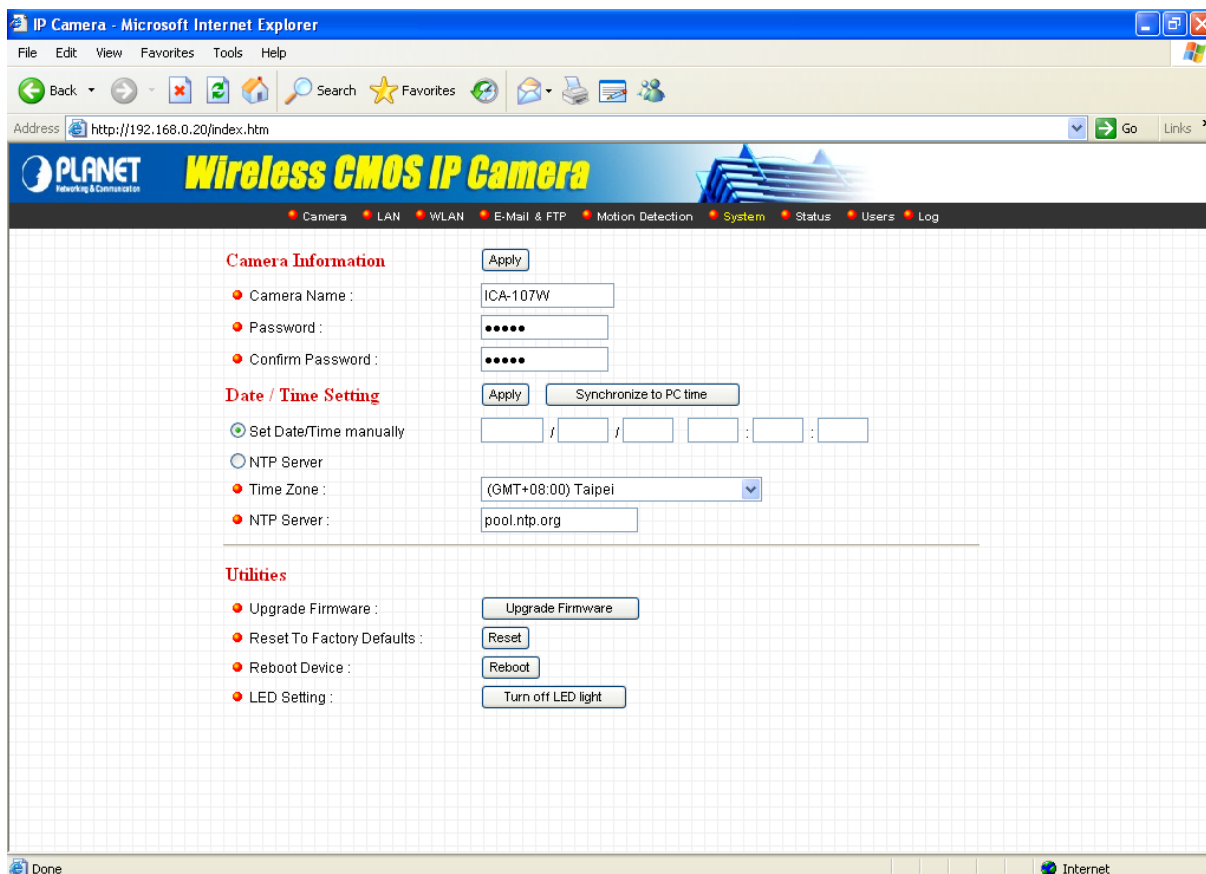 IP Camera - Microsoft Internet Explorer
File Edit View Favorites Tools Help
Back Search Favorites
Address http://192.168.0.20/index.htm Go Links
PLANET
Networking & Communication
Wireless CMOS IP Camera
Camera LAN WLAN E-Mail & FTP Motion Detection System Status Users Log
Camera Information Apply
Camera Name : ICA-107W
Password : •••••
Confirm Password : •••••
Date / Time Setting Apply Synchronize to PC time
Set Date/Time manually / / : :
NTP Server
Time Zone : (GMT+08:00) Taipei
NTP Server : pool.ntp.org
Utilities
Upgrade Firmware : Upgrade Firmware
Reset To Factory Defaults : Reset
Reboot Device : Reboot
LED Setting : Turn off LED light
Done Internet